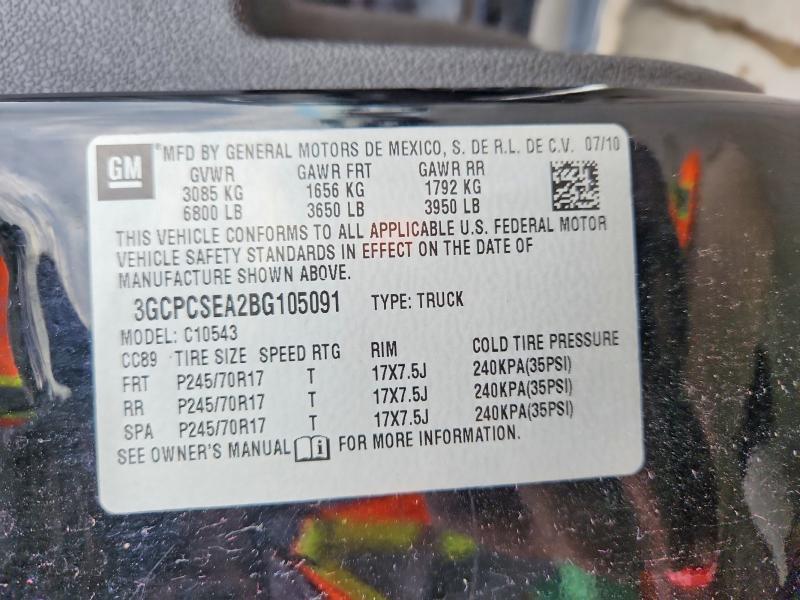 GM ® MFD BY GENERAL MOTORS DE MEXICO, S. DE R.L. DE C.V. 07/10
GVWR GAWR FRT GAWR RR
3085 KG 1656 KG 1792 KG
6800 LB 3650 LB 3950 LB
THIS VEHICLE CONFORMS TO ALL APPLICABLE U.S. FEDERAL MOTOR
VEHICLE SAFETY STANDARDS IN EFFECT ON THE DATE OF
MANUFACTURE SHOWN ABOVE.
3GCPCSEA2BG105091 TYPE: TRUCK
MODEL: C10543
CC89 TIRE SIZE SPEED RTG RIM COLD TIRE PRESSURE
FRT P245/70R17 T 17X7.5J 240KPA(35PSI)
RR P245/70R17 T 17X7.5J 240KPA(35PSI)
SPA P245/70R17 T 17X7.5J 240KPA(35PSI)
SEE OWNER'S MANUAL i FOR MORE INFORMATION.